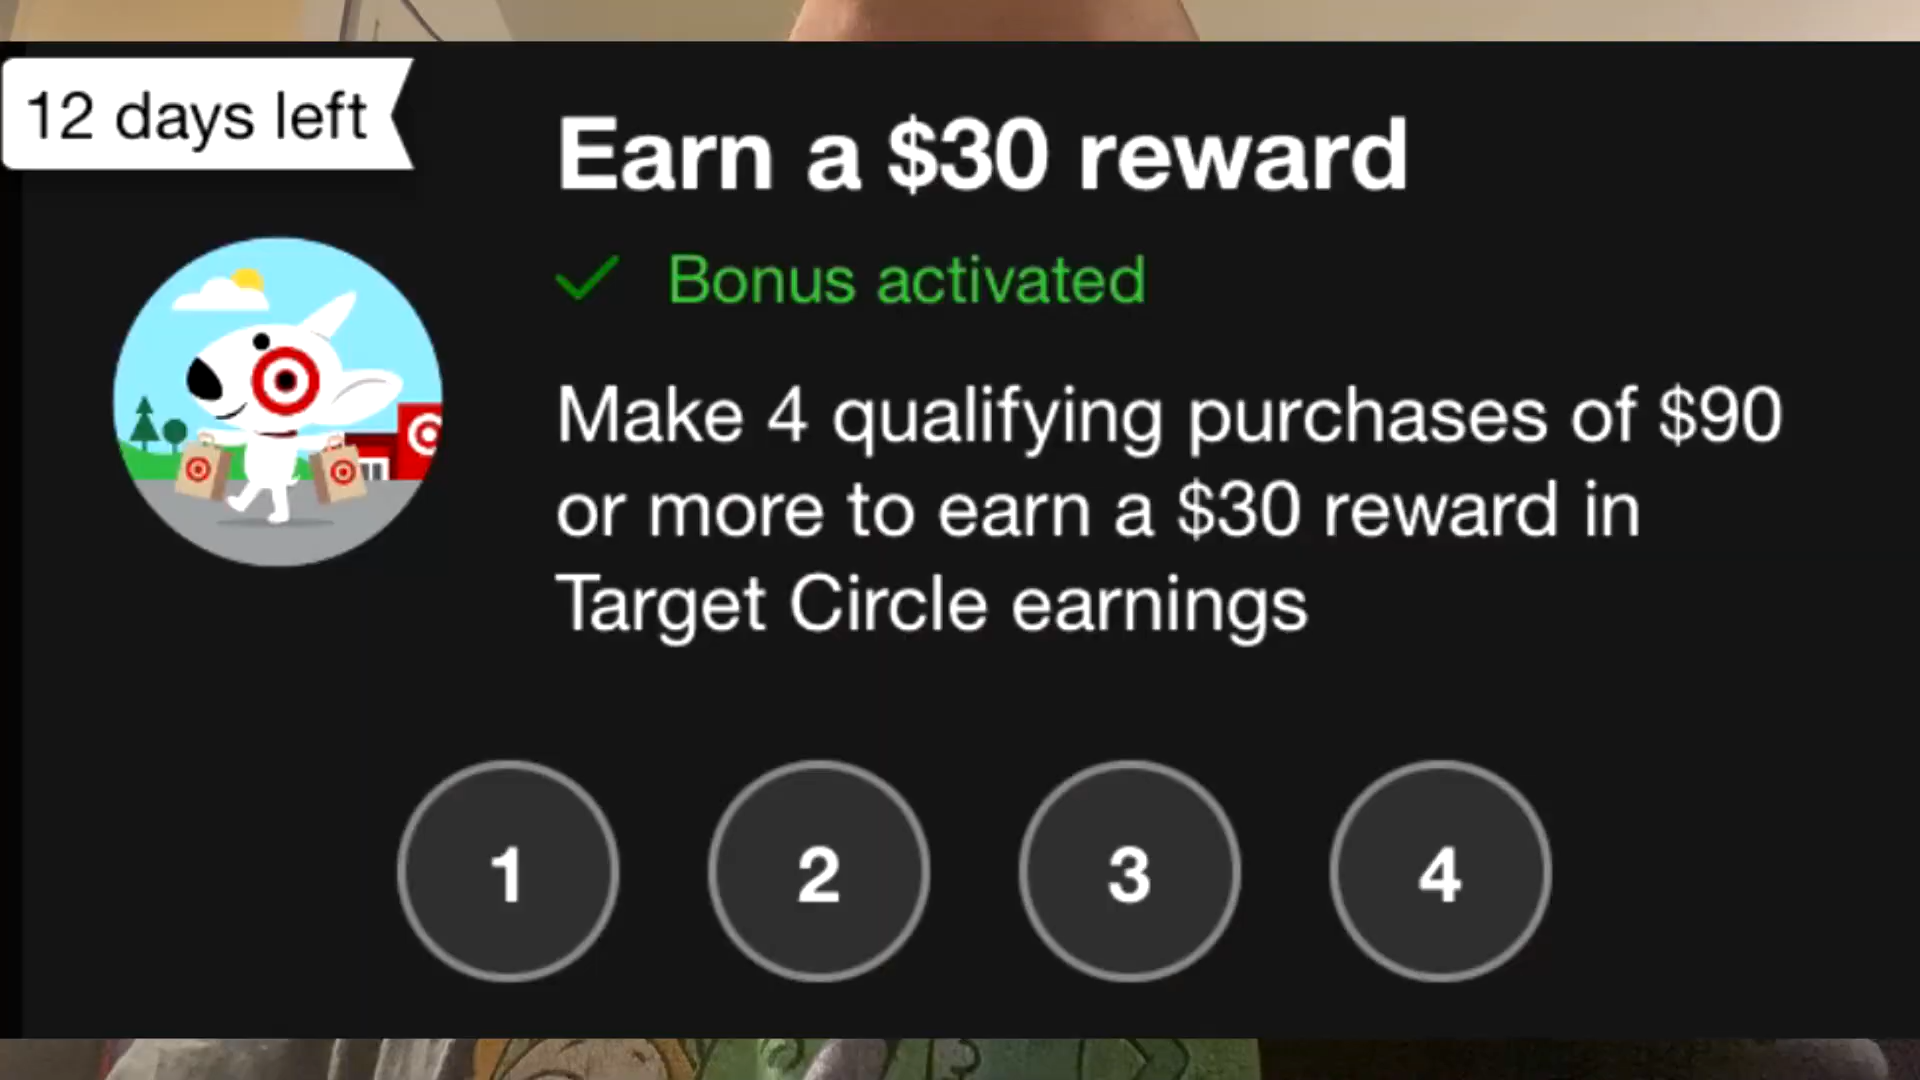 12 days left
Earn a $30 reward
Bonus activated
Make 4 qualifying purchases of $90
or more to earn a $30 reward in
Target Circle earnings
1 2 3 4